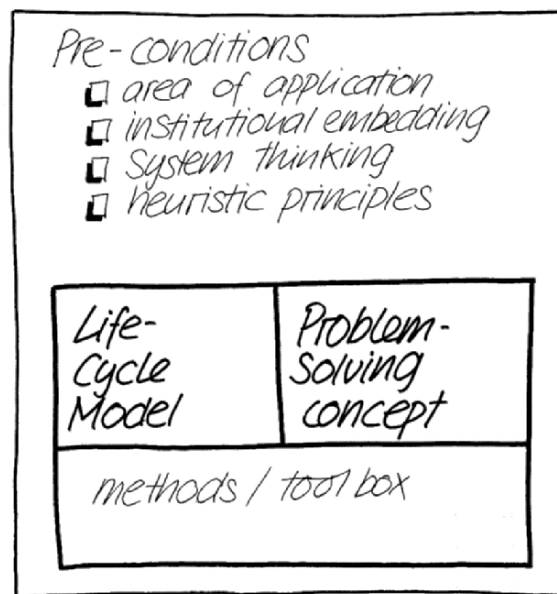 Pre-conditions
area of application
institutional embedding
System thinking
heuristic principles
Life-
Cycle
Model
Problem-
Solving
concept
methods / tool box